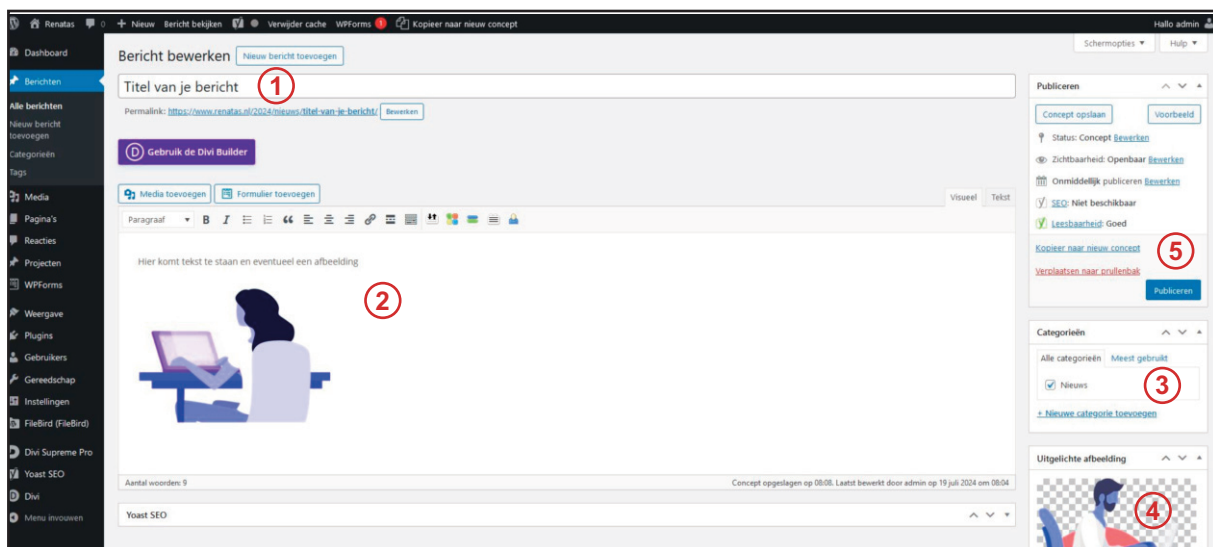 Renatas 0 + Nieuw Bericht bekijken Verwijder cache WPForms 1 Kopieer naar nieuw concept Hallo admin
Schermopties Hulp
Dashboard
Berichten
Alle berichten
Nieuw bericht
toevoegen
Categorieën
Tags
Media
Pagina's
Reacties
Projecten
WPForms
Weergave
Plugins
Gebruikers
Gereedschap
Instellingen
FileBird (FileBird)
Divi Supreme Pro
Yoast SEO
Divi
Menu invouwen
Bericht bewerken Nieuw bericht toevoegen
Titel van je bericht 1
Permalink: https://www.renatas.nl/2024/nieuws/titel-van-je-bericht/ Bewerken
D Gebruik de Divi Builder
Media toevoegen Formulier toevoegen Visueel Tekst
Paragraaf B I
Hier komt tekst te staan en eventueel een afbeelding
2
Aantal woorden: 9 Concept opgeslagen op 08:08. Laatst bewerkt door admin op 19 juli 2024 om 08:04
Yoast SEO
Publiceren
Concept opslaan Voorbeeld
Status: Concept Bewerken
Zichtbaarheid: Openbaar Bewerken
Onmiddellijk publiceren Bewerken
SEO: Niet beschikbaar
Leesbaarheid: Goed
Kopieer naar nieuw concept 5
Verplaatsen naar prullenbak
Publiceren
Categorieën
Alle categorieën Meest gebruikt
Nieuws 3
+ Nieuwe categorie toevoegen
Uitgelichte afbeelding
4